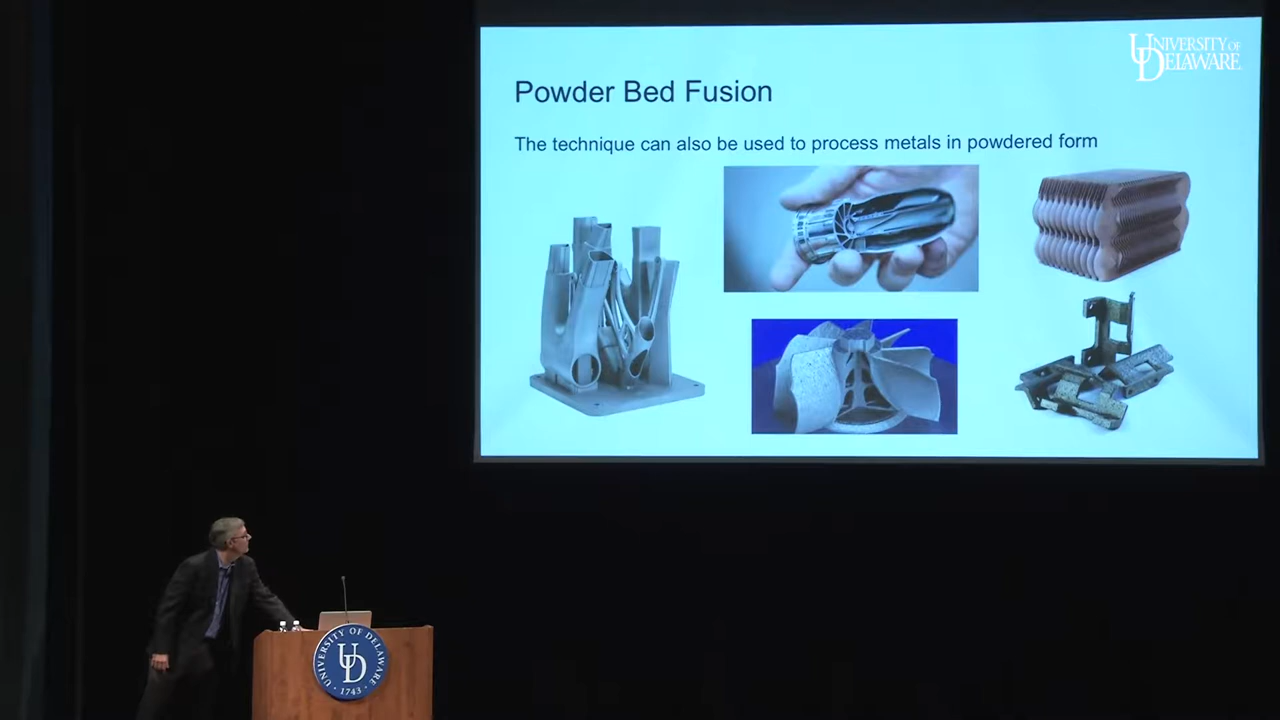 UNIVERSITY OF
DELAWARE
Powder Bed Fusion
The technique can also be used to process metals in powdered form
UNIVERSITY OF DELAWARE
UD
· 1743 ·